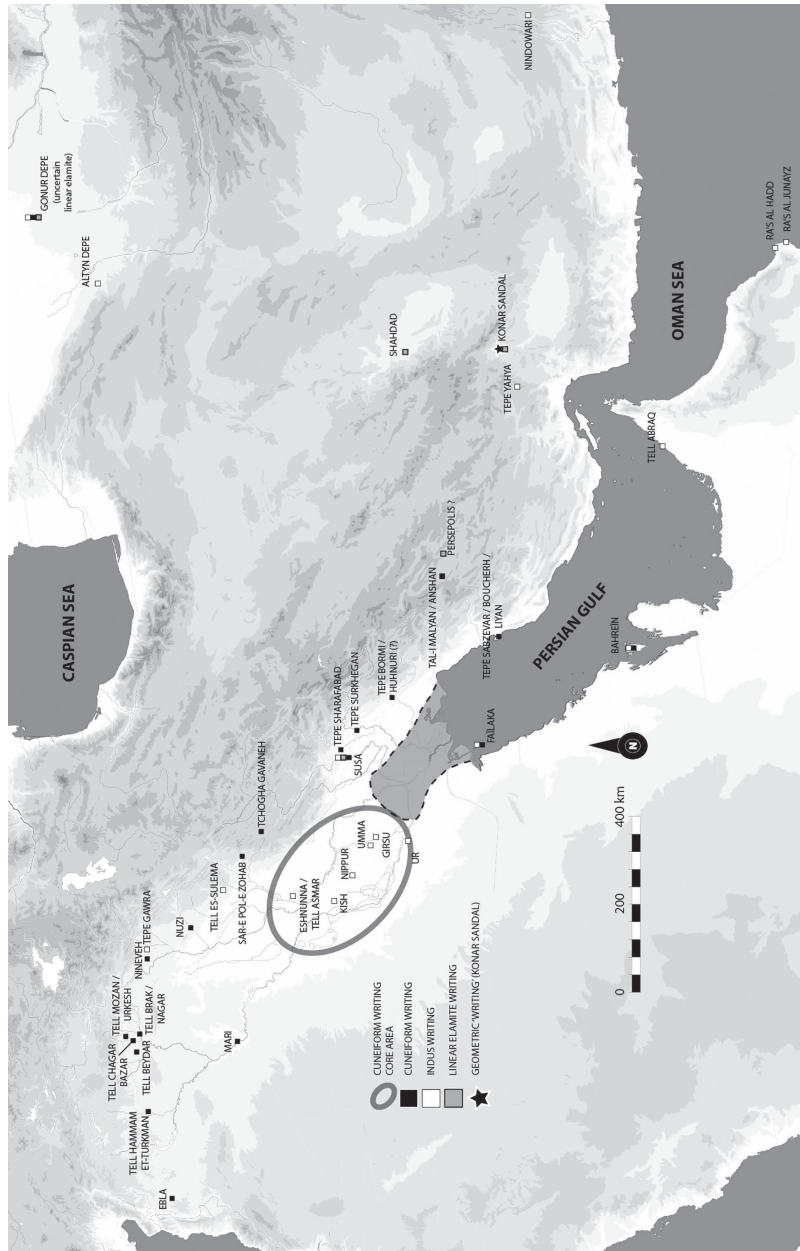 CASPIAN SEA
PERSIAN GULF
OMAN SEA
GONUR DEPE
(uncertain
linear elamite)
ALTYN DEPE
NINDOWARI
SHAHDAD
KONAR SANDAL
TEPE YAHYA
RA'S AL HADD
RA'S AL JUNAYZ
TELL ABRAQ
PERSEPOLIS ?
TAL-I MALYAN / ANSHAN
TEPE SABZEVAR / BOUCHERH /
LIYAN
BAHREÏN
FAÏLAKA
TEPE BORMI /
HUHNURI (?)
TEPE SURKHEGAN
TEPE SHARAFABAD
SUSA
TCHOGHA GAVANEH
SAR-E POL-E ZOHAB
TELL ES-SULEMA
NUZI
TEPE GAWRA
NINEVEH
TELL MOZAN /
URKESH
TELL CHAGAR
BAZAR
TELL BRAK /
NAGAR
TELL BEYDAR
TELL HAMMAM
ET-TURKMAN
EBLA
MARI
ESHNUNNA /
TELL ASMAR
KISH
NIPPUR
UMMA
GIRSU
UR
CUNEIFORM WRITING
CORE AREA
CUNEIFORM WRITING
INDUS WRITING
LINEAR ELAMITE WRITING
GEOMETRIC 'WRITING' (KONAR SANDAL)
0 200 400 km
N